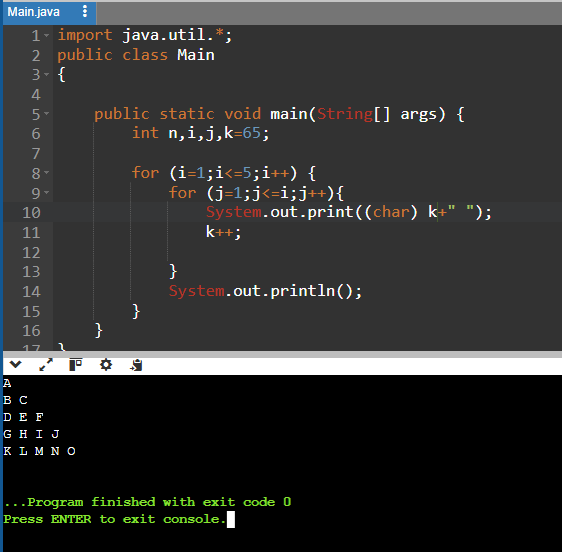 Main.java
1 import java.util.*;
2 public class Main
3 {
4
5 public static void main(String[] args) {
6 int n,i,j,k=65;
7
8 for (i=1;i<=5;i++) {
9 for (j=1;j<=i;j++){
10 System.out.print((char) k+" ");
11 k++;
12
13 }
14 System.out.println();
15 }
16 }
17 }
A
B C
D E F
G H I J
K L M N O
...Program finished with exit code 0
Press ENTER to exit console.